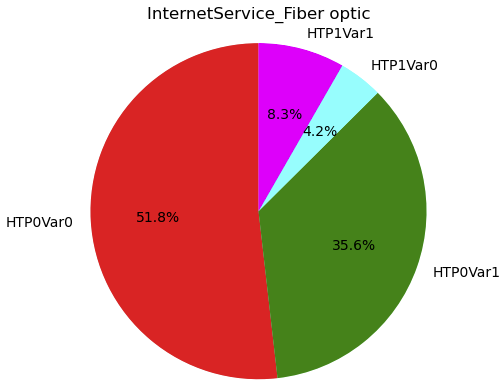 InternetService_Fiber optic
HTP1Var1
HTP1Var0
8.3%
4.2%
HTP0Var0
51.8%
35.6%
HTP0Var1